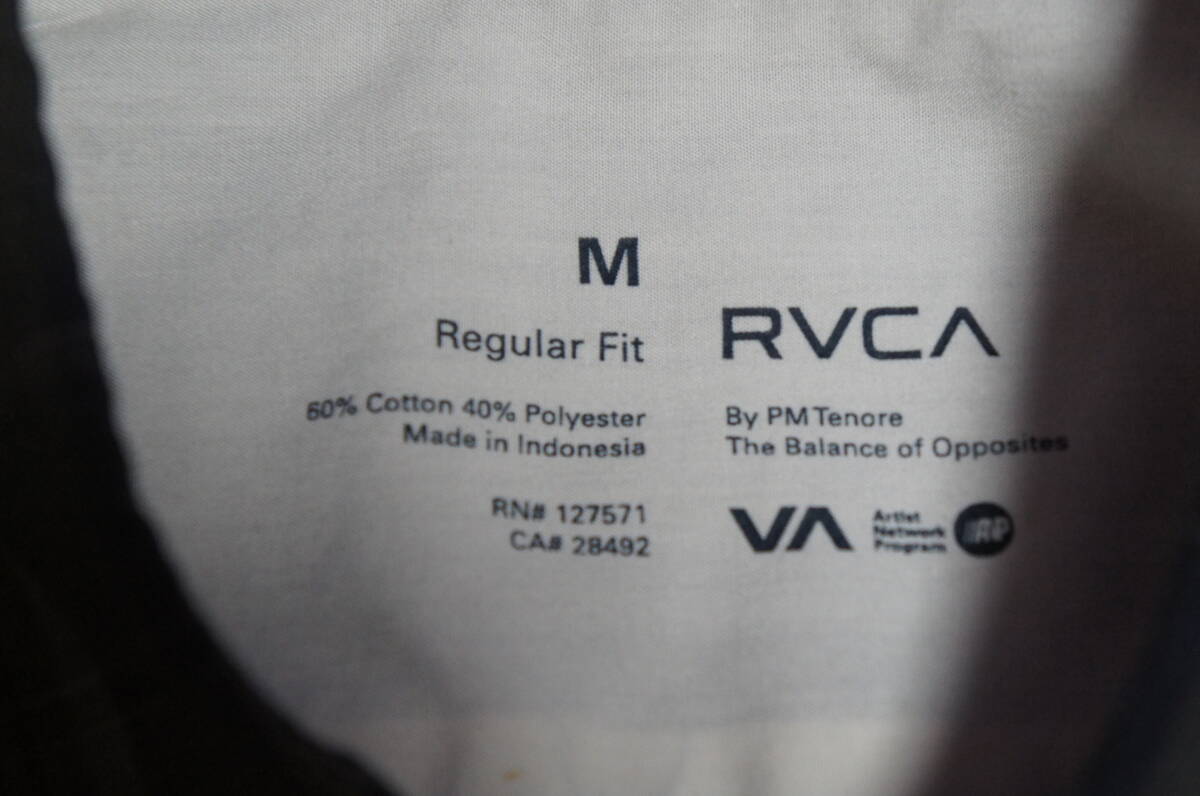 M
Regular Fit
60% Cotton 40% Polyester
Made in Indonesia
RN# 127571
CA# 28492
RVCA
By PM Tenore
The Balance of Opposites
VA
Artist
Network
Program